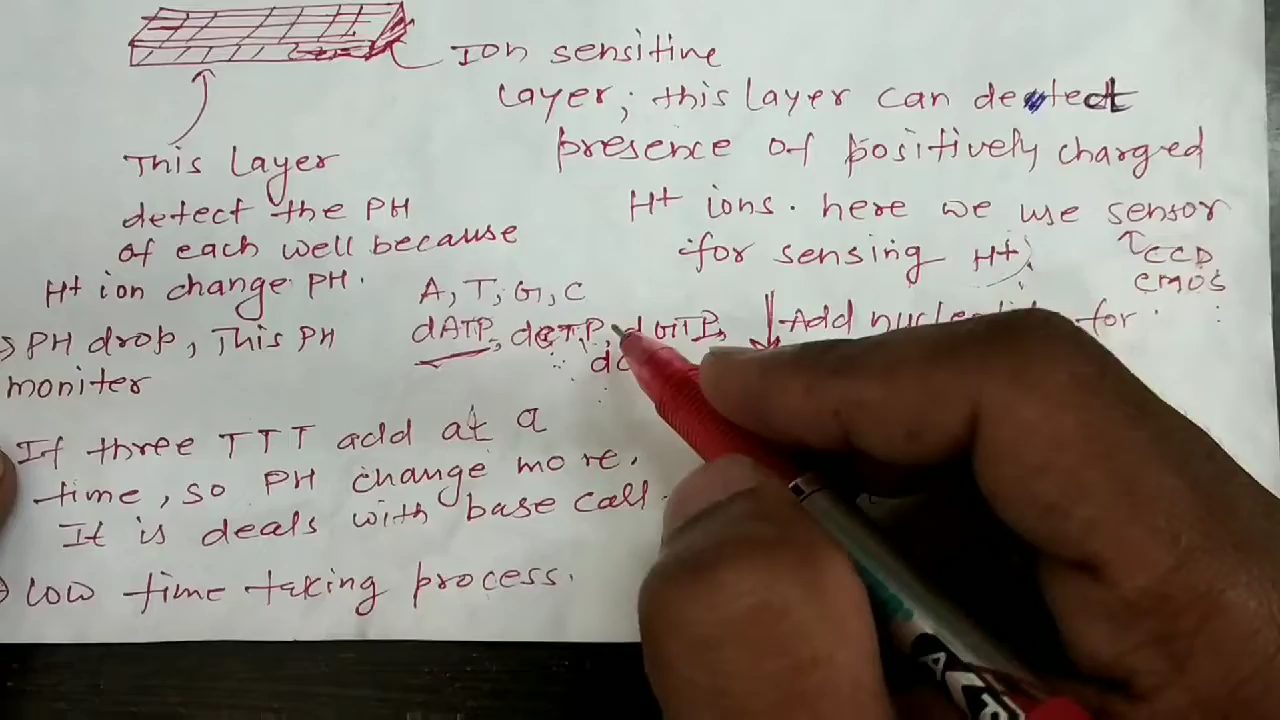 Ion sensitive
Layer; this layer can detect
presence of positively charged
H+ ions. here we use sensor
for sensing H+)
CCD
CMOS
This Layer
detect the PH
of each well because
H+ ion change PH.
PH drop, This PH
moniter
A, T, G, C
dATP, dCTP, dGTP,
Add for
If three TTT add at a
time, so PH change more.
It is deals with base call.
Low time taking process.